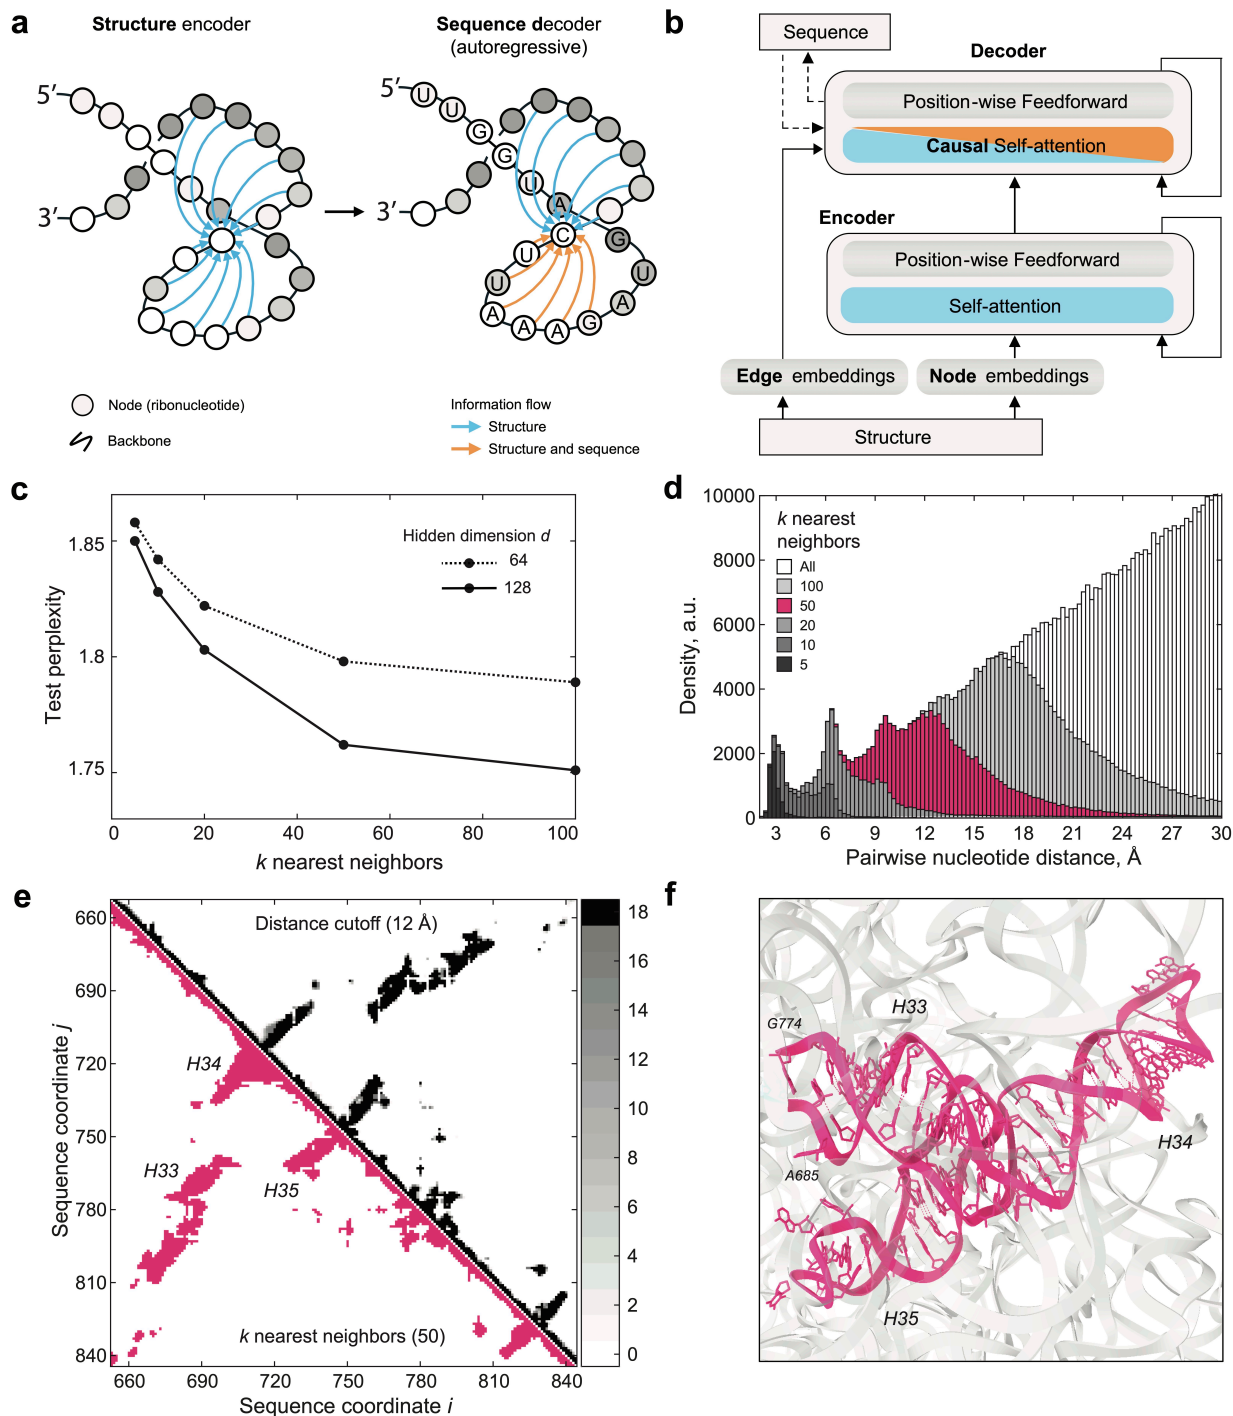 a
Structure encoder
Sequence decoder
(autoregressive)
5′
3′
5′
3′
U
U
G
G
U
A
C
G
U
U
U
A
A
A
A
G
Node (ribonucleotide)
Backbone
Information flow
Structure
Structure and sequence
b
Sequence
Decoder
Position-wise Feedforward
Causal Self-attention
Encoder
Position-wise Feedforward
Self-attention
Edge embeddings
Node embeddings
Structure
c
Test perplexity
1.85
1.8
1.75
Hidden dimension d
64
128
0 20 40 60 80 100
k nearest neighbors
d
Density, a.u.
10000
8000
6000
4000
2000
0
k nearest
neighbors
All
100
50
20
10
5
3 6 9 12 15 18 21 24 27 30
Pairwise nucleotide distance, Å
e
Sequence coordinate j
660
690
720
750
780
810
840
Distance cutoff (12 Å)
H34
H33
H35
k nearest neighbors (50)
660 690 720 750 780 810 840
Sequence coordinate i
18
16
14
12
10
8
6
4
2
0
f
G774
H33
A685
H34
H35